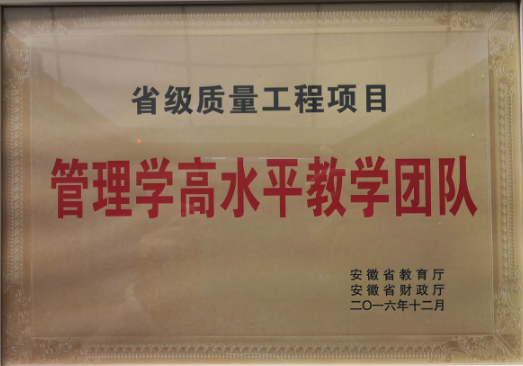 省级质量工程项目
管理学高水平教学团队
安徽省教育厅
安徽省财政厅
二〇一六年十二月